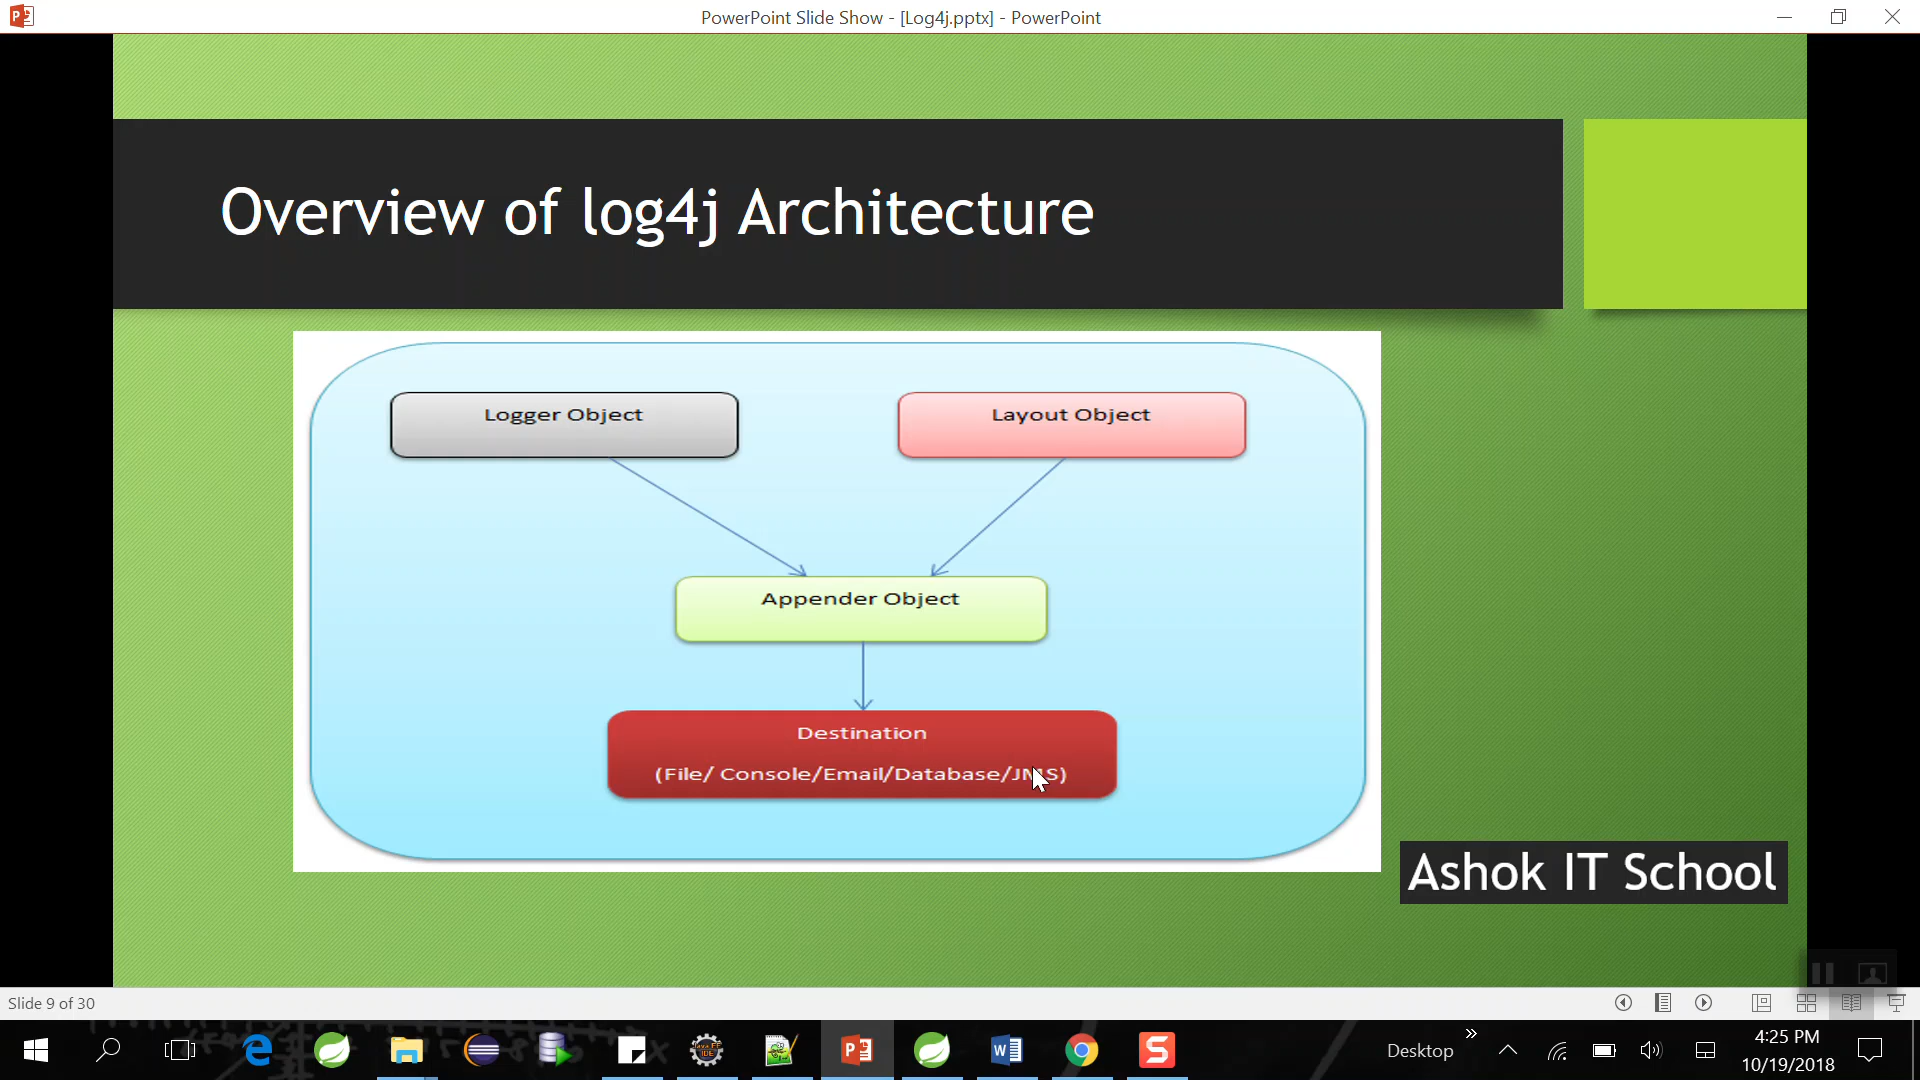 PowerPoint Slide Show - [Log4j.pptx] - PowerPoint
Overview of log4j Architecture
Logger Object
Layout Object
Appender Object
Destination
(File/ Console/Email/Database/JMS)
Ashok IT School
Slide 9 of 30
Desktop
4:25 PM
10/19/2018